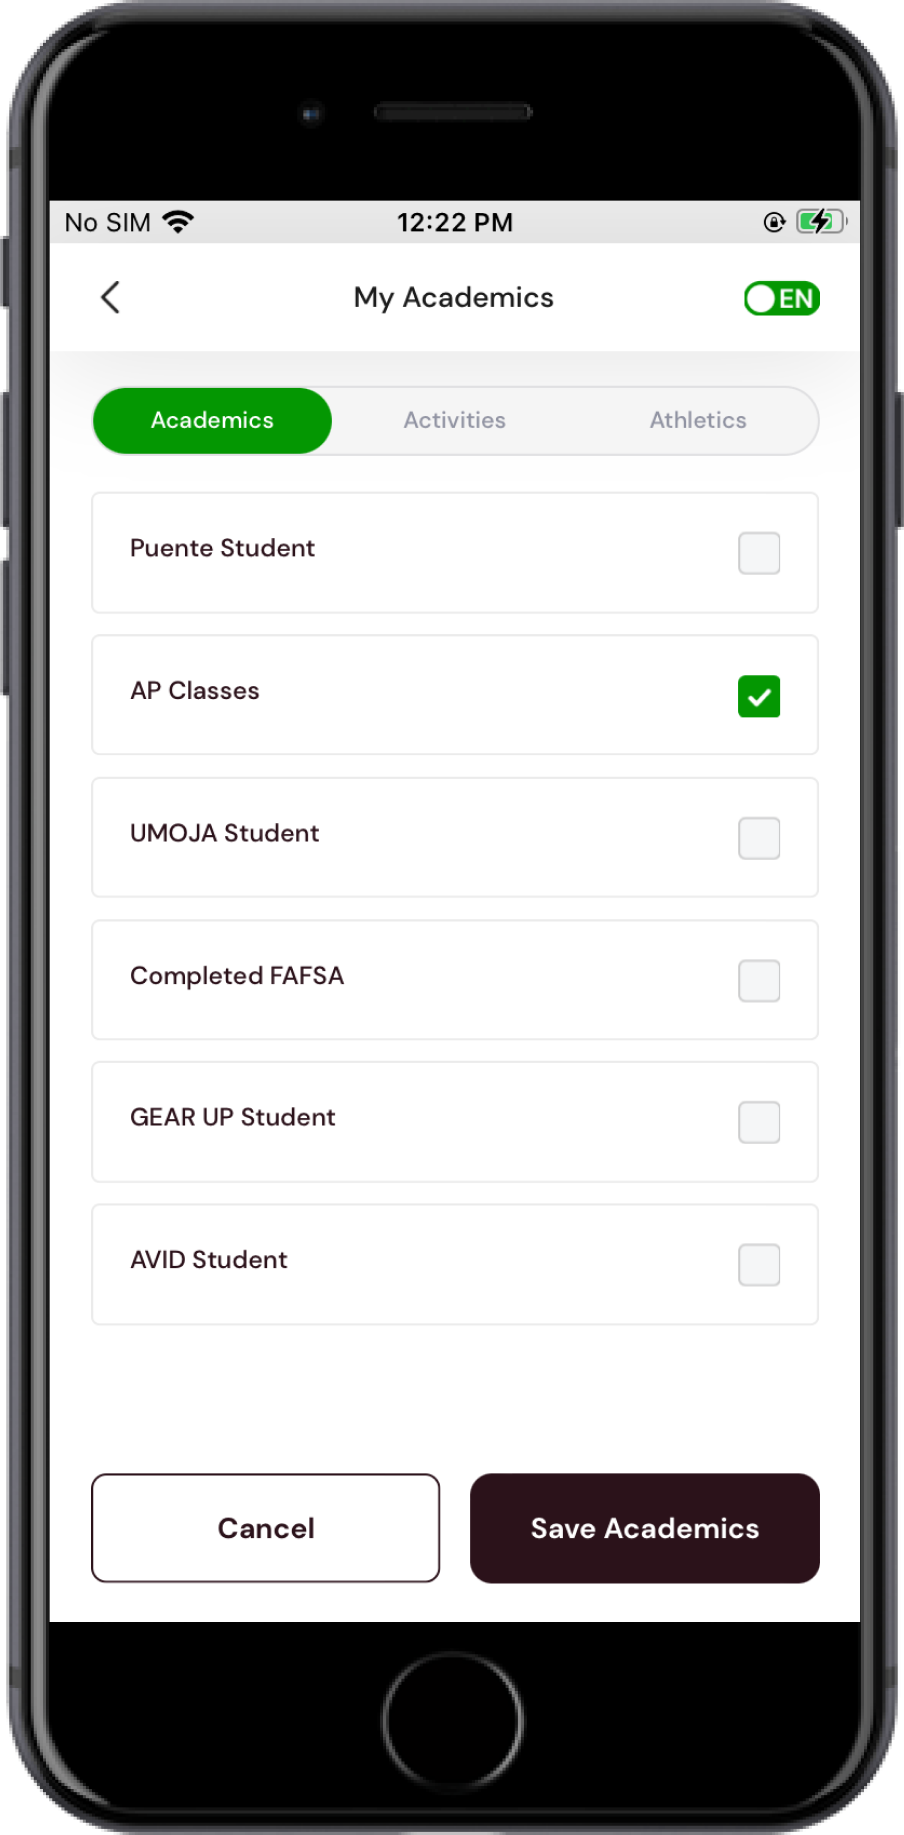 No SIM 12:22 PM
My Academics EN
Academics Activities Athletics
Puente Student
AP Classes
UMOJA Student
Completed FAFSA
GEAR UP Student
AVID Student
Cancel Save Academics